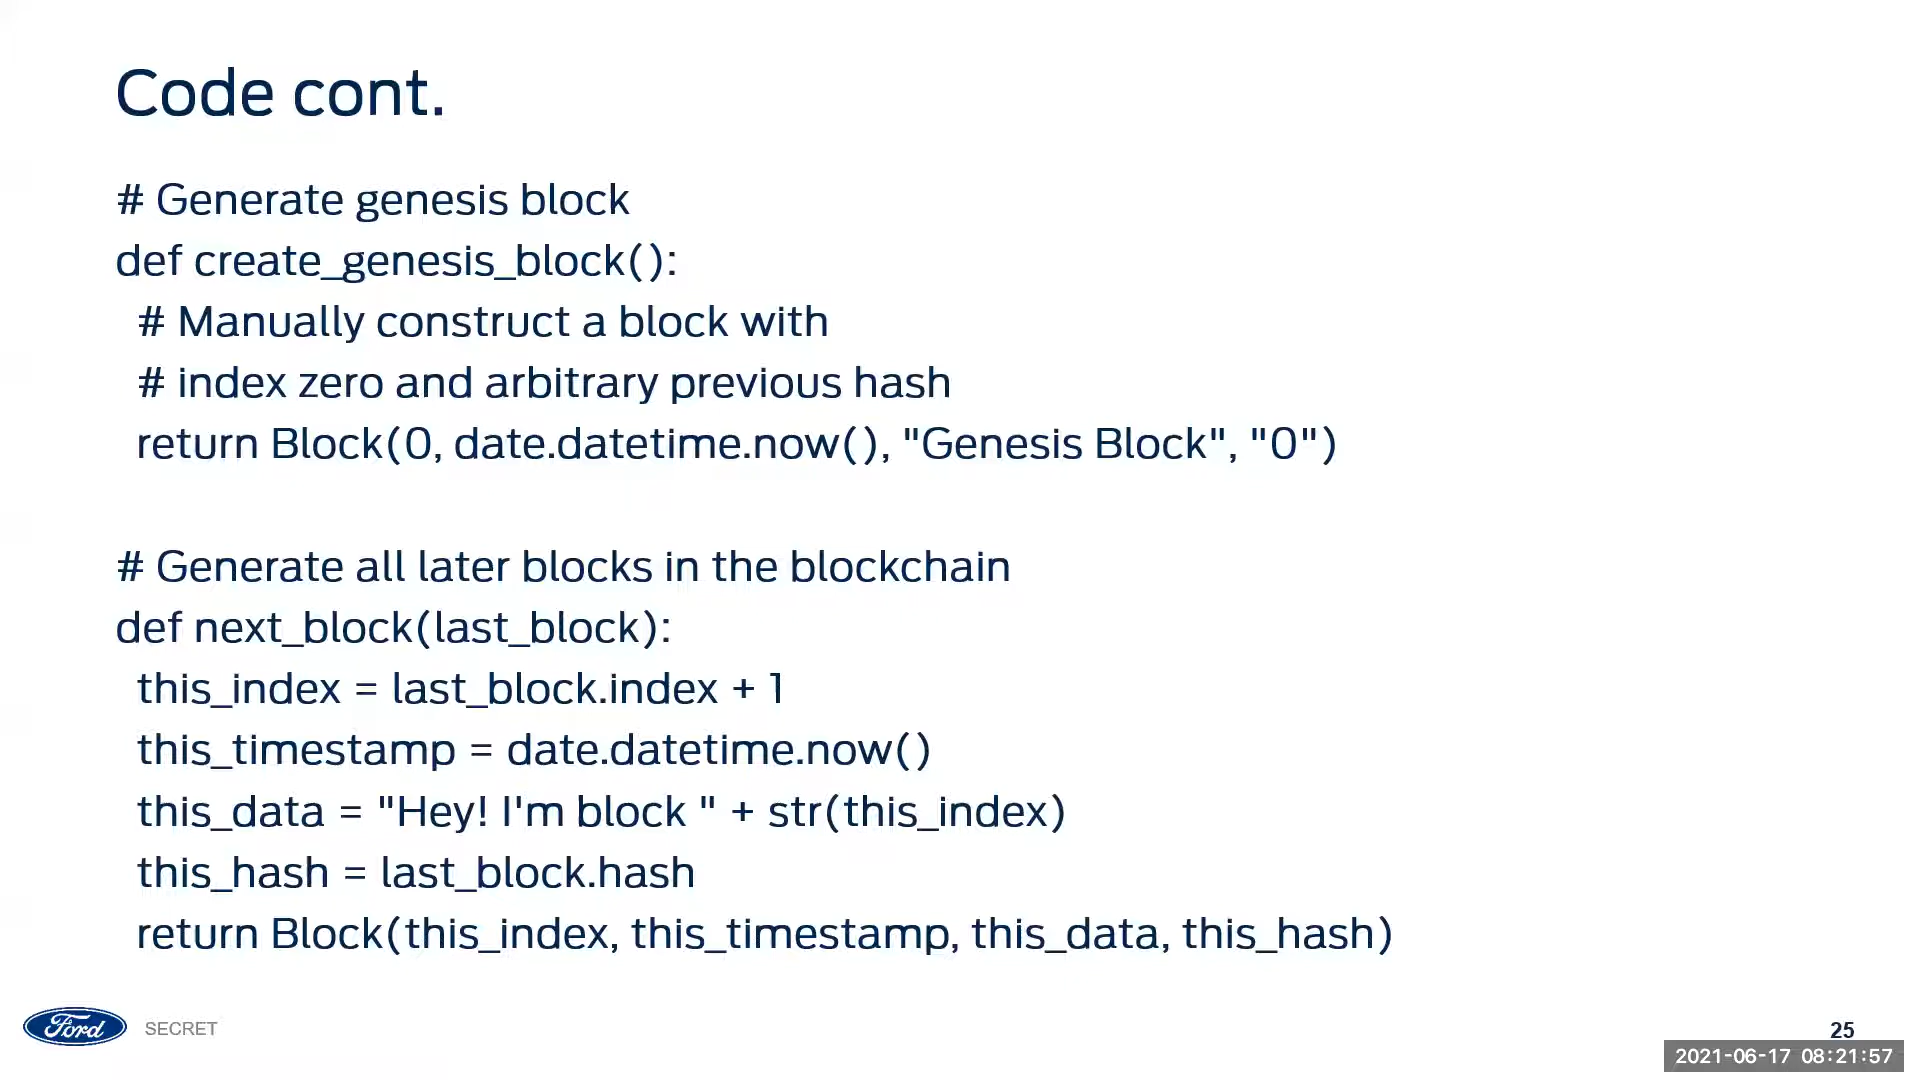 Code cont.
# Generate genesis block
def create_genesis_block():
  # Manually construct a block with
  # index zero and arbitrary previous hash
  return Block(0, date.datetime.now(), "Genesis Block", "0")
# Generate all later blocks in the blockchain
def next_block(last_block):
  this_index = last_block.index + 1
  this_timestamp = date.datetime.now()
  this_data = "Hey! I'm block " + str(this_index)
  this_hash = last_block.hash
  return Block(this_index, this_timestamp, this_data, this_hash)
Ford SECRET
25
2021-06-17 08:21:57